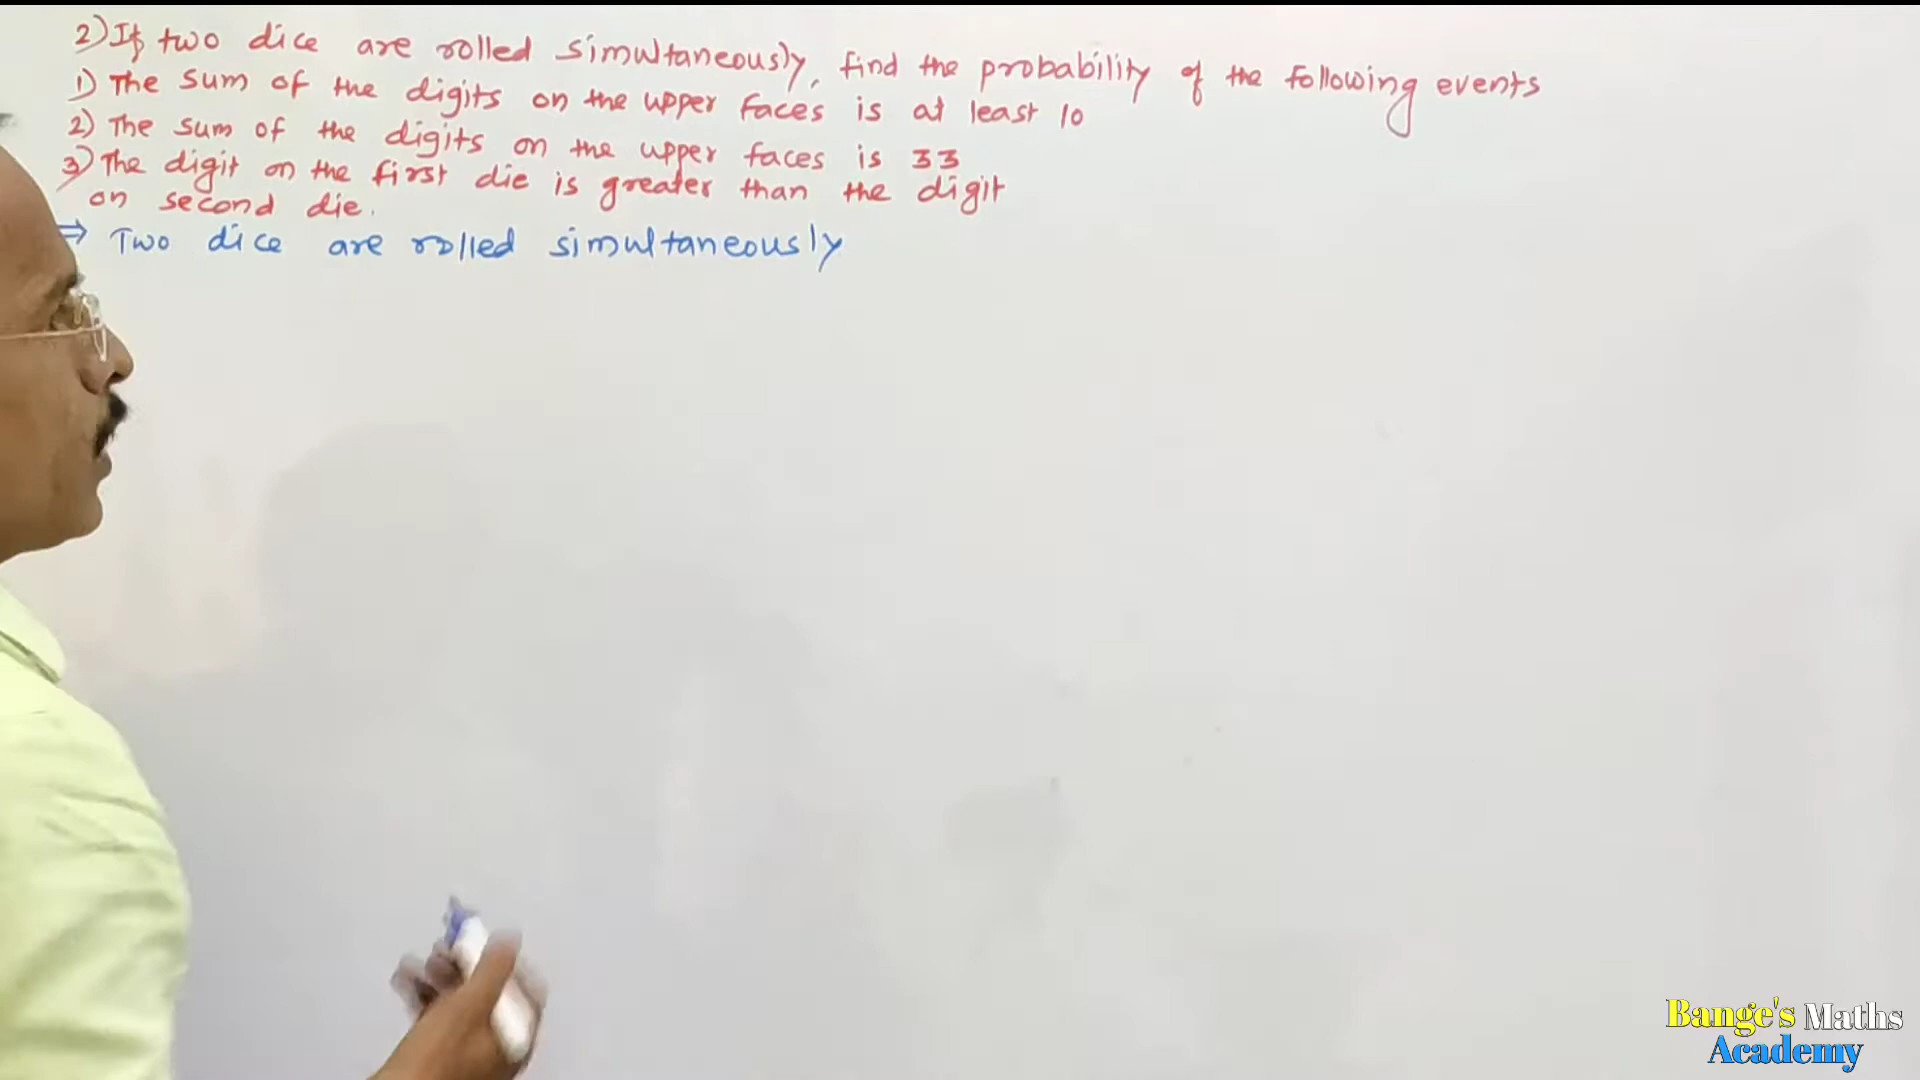 2) If two dice are rolled simultaneously, find the probability of the following events
1) The sum of the digits on the upper faces is at least 10
2) The sum of the digits on the upper faces is 33
3) The digit on the first die is greater than the digit
on second die.
⇒ Two dice are rolled simultaneously
Bange's Maths
Academy